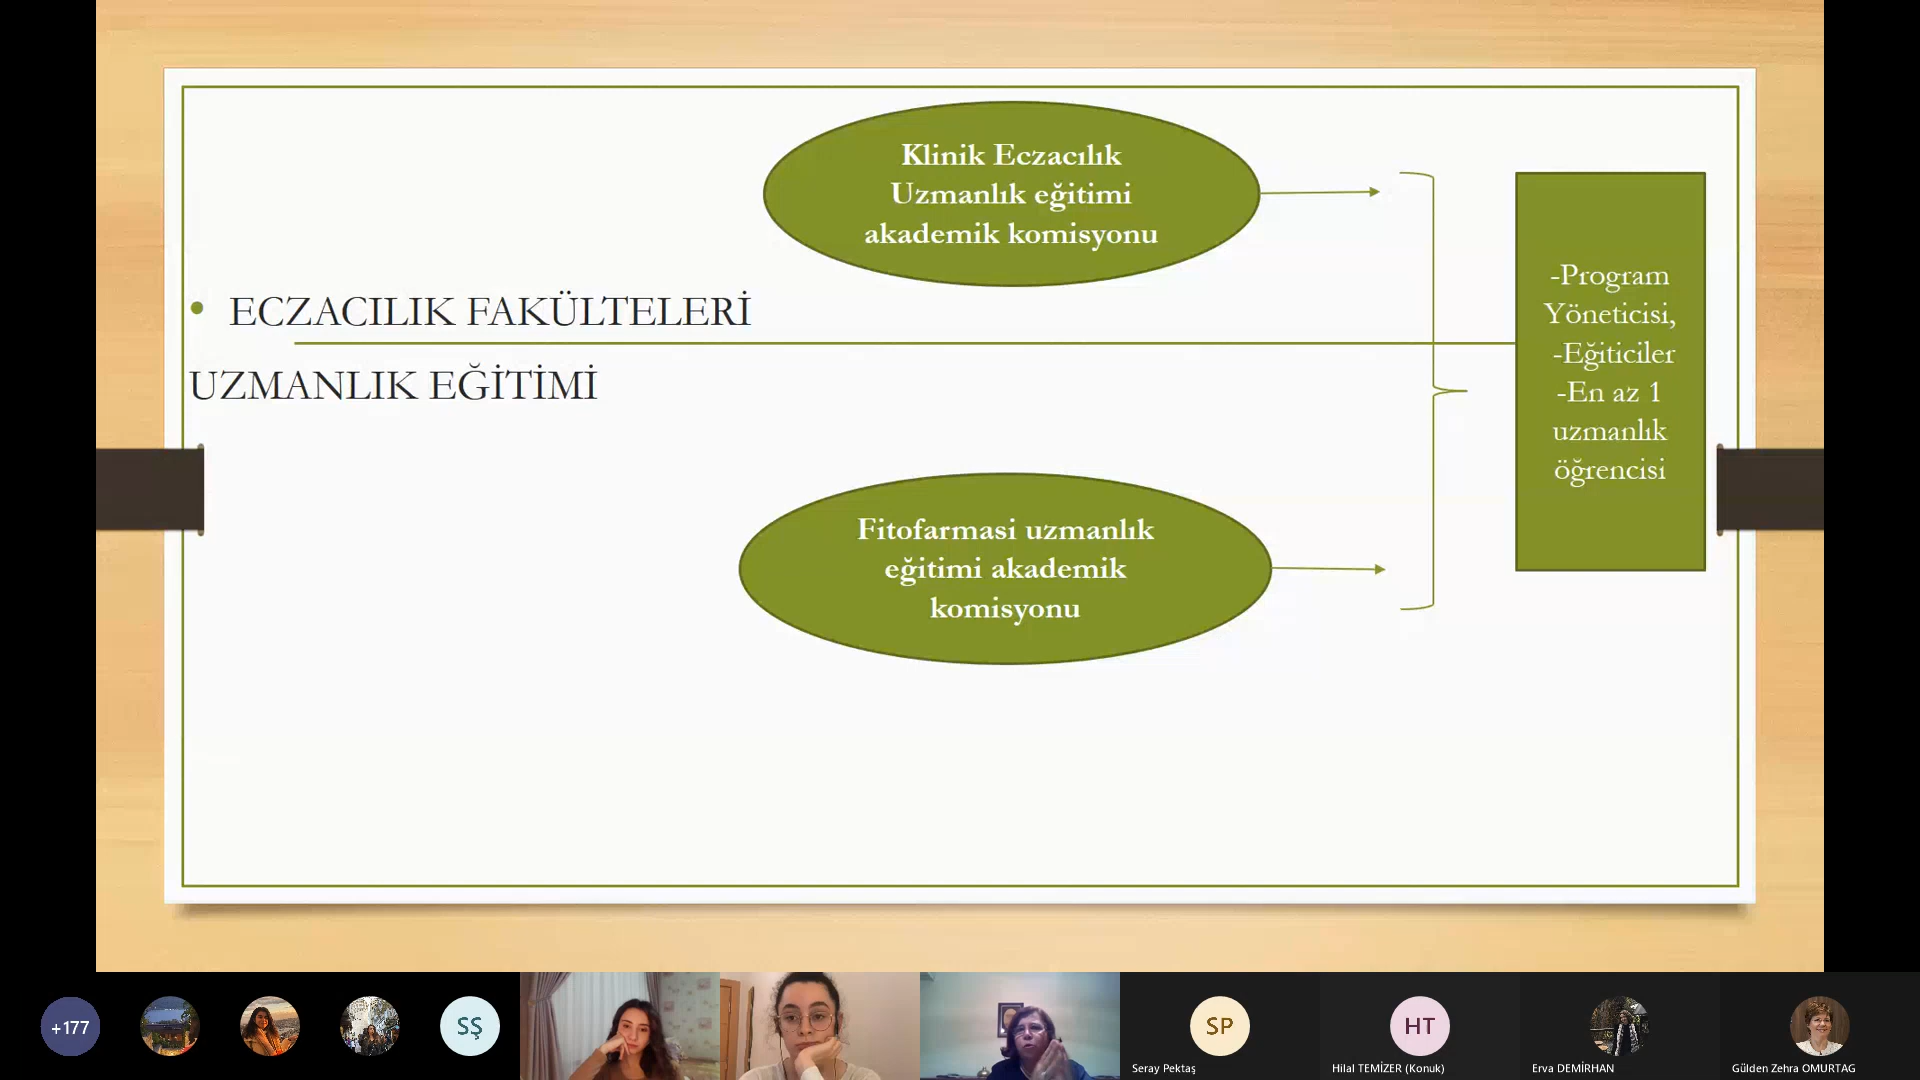 Klinik Eczacılık
Uzmanlık eğitimi
akademik komisyonu
• ECZACILIK FAKÜLTELERİ
UZMANLIK EĞİTİMİ
Fitofarmasi uzmanlık
eğitimi akademik
komisyonu
-Program
Yöneticisi,
-Eğiticiler
-En az 1
uzmanlık
öğrencisi
+177
SŞ
SP
Seray Pektaş
HT
Hilal TEMİZER (Konuk)
Erva DEMİRHAN
Gülden Zehra OMURTAG